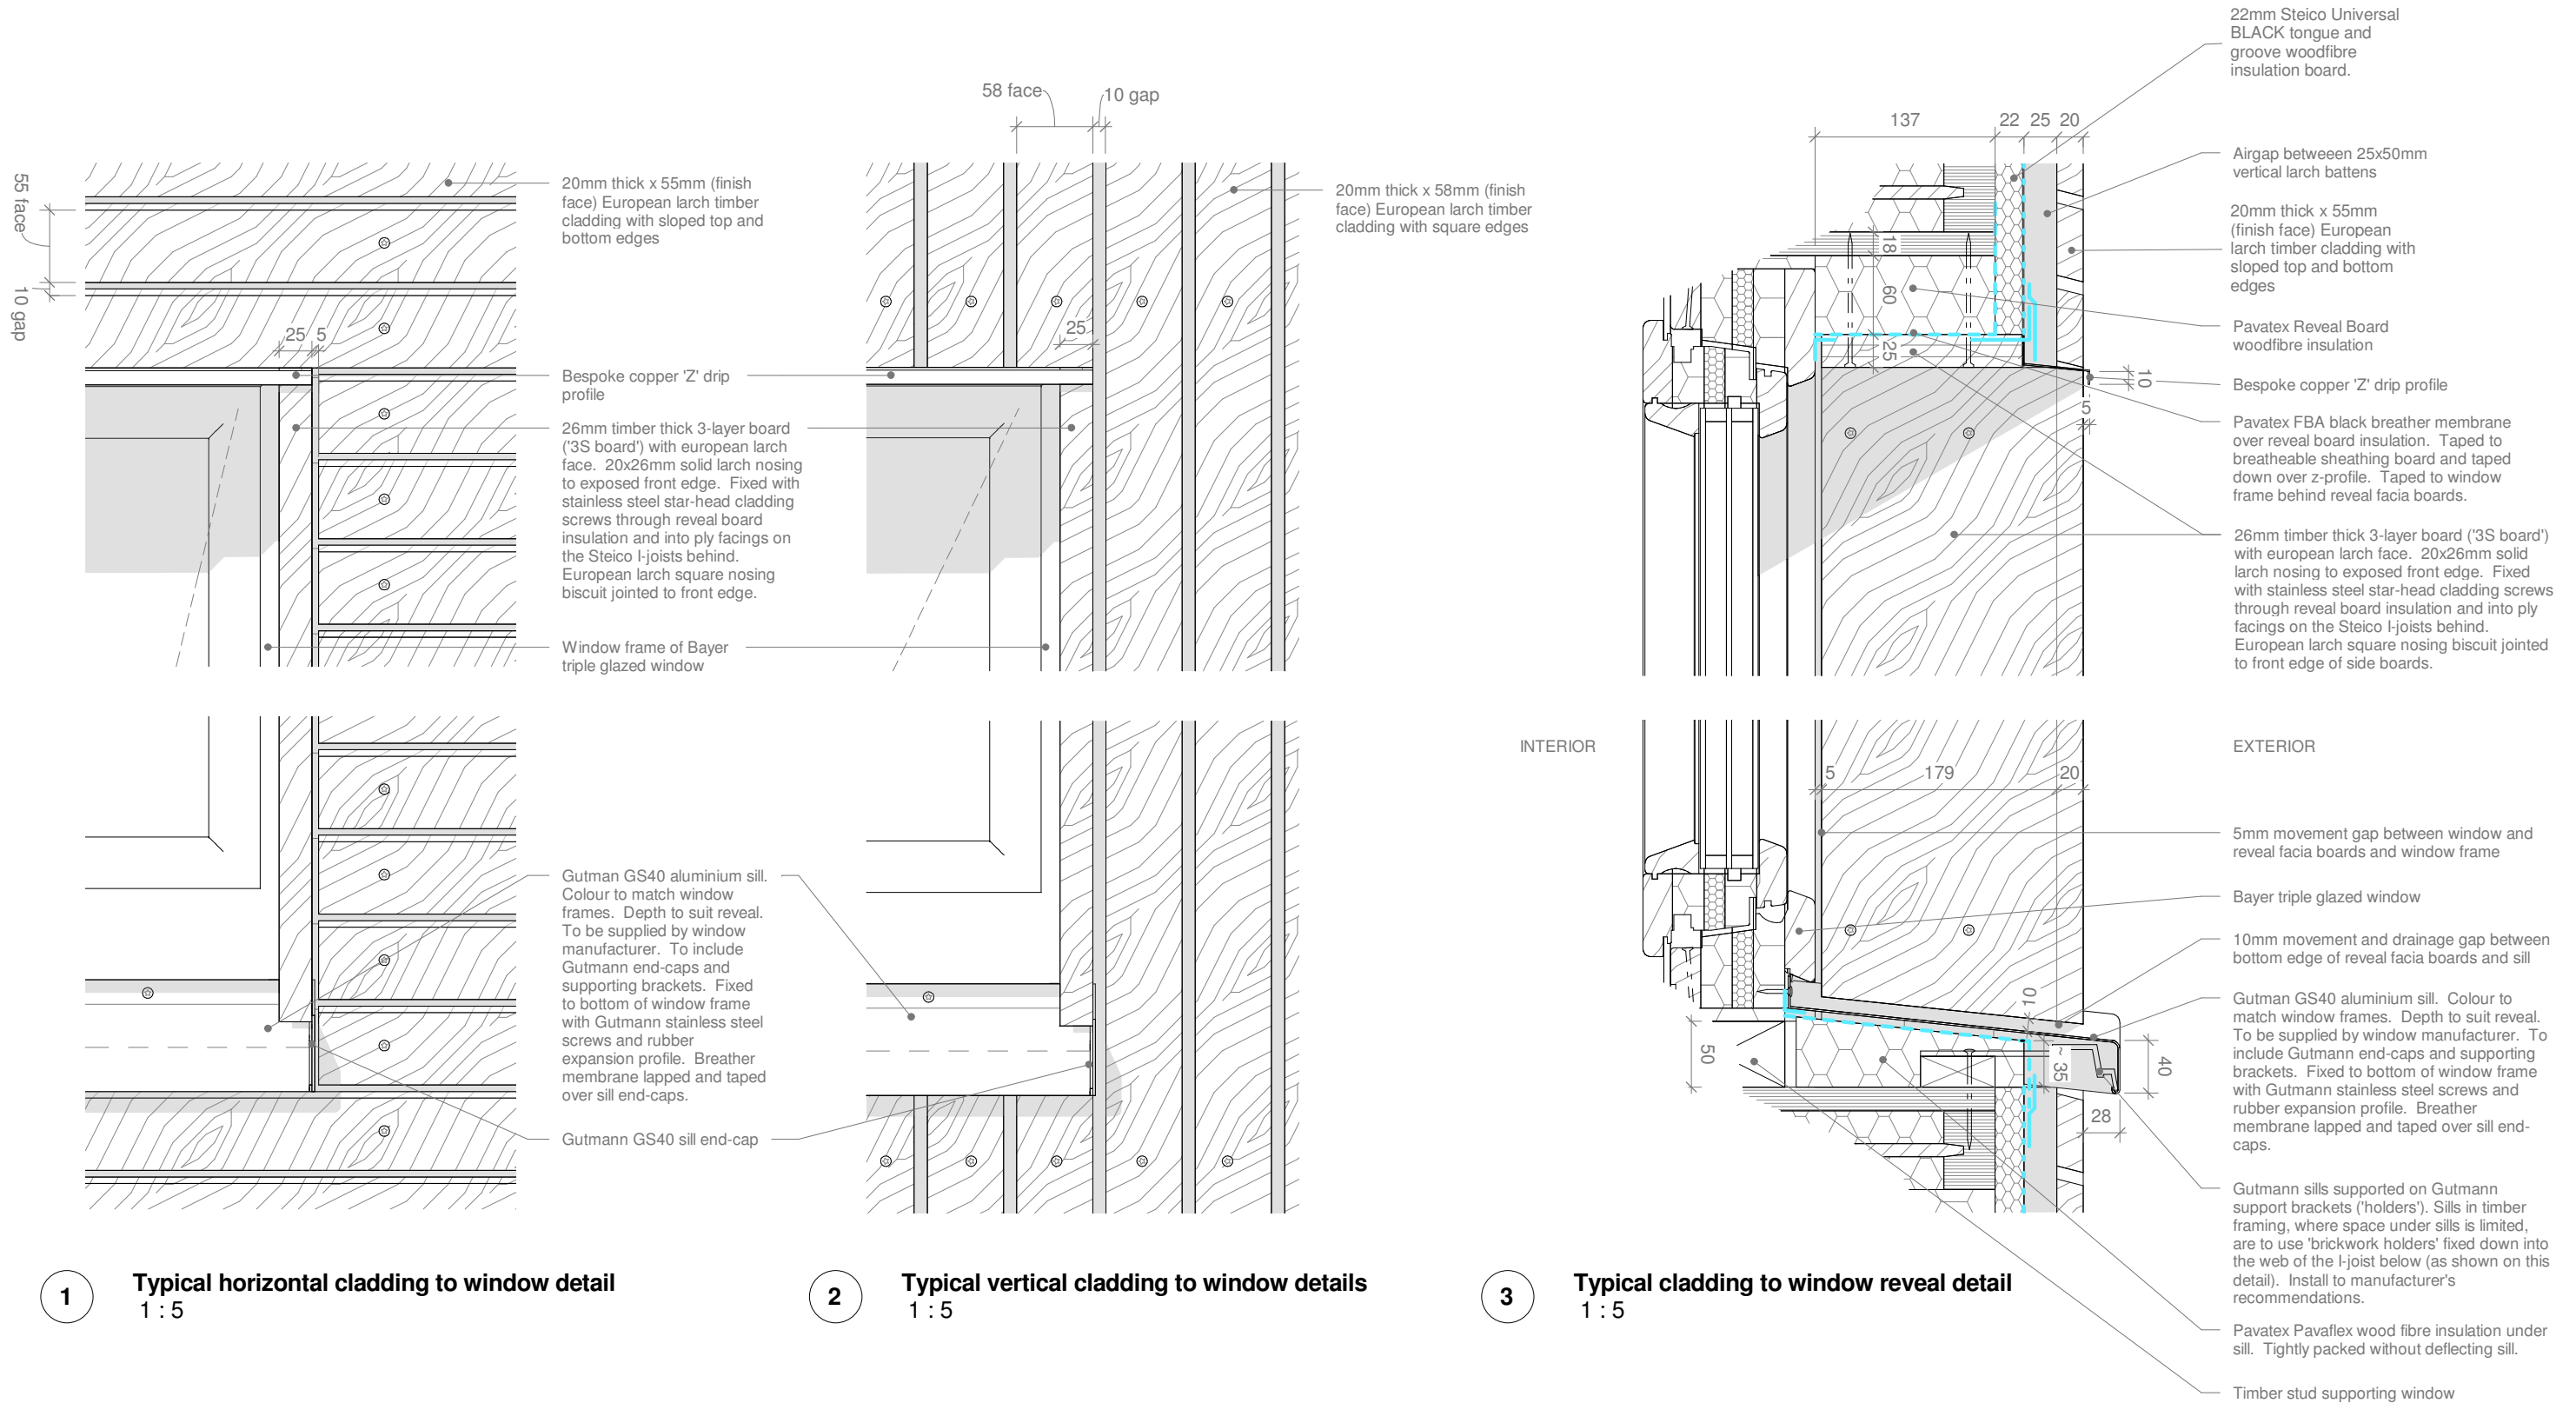 58 face
10 gap
55 face
10 gap
25
5
25
20mm thick x 55mm (finish
face) European larch timber
cladding with sloped top and
bottom edges
20mm thick x 58mm (finish
face) European larch timber
cladding with square edges
Bespoke copper 'Z' drip
profile
26mm timber thick 3-layer board
('3S board') with european larch
face.  20x26mm solid larch nosing
to exposed front edge.  Fixed with
stainless steel star-head cladding
screws through reveal board
insulation and into ply facings on
the Steico I-joists behind.
European larch square nosing
biscuit jointed to front edge.
Window frame of Bayer
triple glazed window
Gutman GS40 aluminium sill.
Colour to match window
frames.  Depth to suit reveal.
To be supplied by window
manufacturer.  To include
Gutmann end-caps and
supporting brackets.  Fixed
to bottom of window frame
with Gutmann stainless steel
screws and rubber
expansion profile.  Breather
membrane lapped and taped
over sill end-caps.
Gutmann GS40 sill end-cap
137
22
25
20
18
60
25
10
5
INTERIOR
EXTERIOR
5
179
20
10
50
~ 35
40
28
22mm Steico Universal
BLACK tongue and
groove woodfibre
insulation board.
Airgap betweeen 25x50mm
vertical larch battens
20mm thick x 55mm
(finish face) European
larch timber cladding with
sloped top and bottom
edges
Pavatex Reveal Board
woodfibre insulation
Bespoke copper 'Z' drip profile
Pavatex FBA black breather membrane
over reveal board insulation.  Taped to
breatheable sheathing board and taped
down over z-profile.  Taped to window
frame behind reveal facia boards.
26mm timber thick 3-layer board ('3S board')
with european larch face.  20x26mm solid
larch nosing to exposed front edge.  Fixed
with stainless steel star-head cladding screws
through reveal board insulation and into ply
facings on the Steico I-joists behind.
European larch square nosing biscuit jointed
to front edge of side boards.
5mm movement gap between window and
reveal facia boards and window frame
Bayer triple glazed window
10mm movement and drainage gap between
bottom edge of reveal facia boards and sill
Gutman GS40 aluminium sill.  Colour to
match window frames.  Depth to suit reveal.
To be supplied by window manufacturer.  To
include Gutmann end-caps and supporting
brackets.  Fixed to bottom of window frame
with Gutmann stainless steel screws and
rubber expansion profile.  Breather
membrane lapped and taped over sill end-
caps.
Gutmann sills supported on Gutmann
support brackets ('holders'). Sills in timber
framing, where space under sills is limited,
are to use 'brickwork holders' fixed down into
the web of the I-joist below (as shown on this
detail).  Install to manufacturer's
recommendations.
Pavatex Pavaflex wood fibre insulation under
sill.  Tightly packed without deflecting sill.
Timber stud supporting window
1
Typical horizontal cladding to window detail
1 : 5
2
Typical vertical cladding to window details
1 : 5
3
Typical cladding to window reveal detail
1 : 5